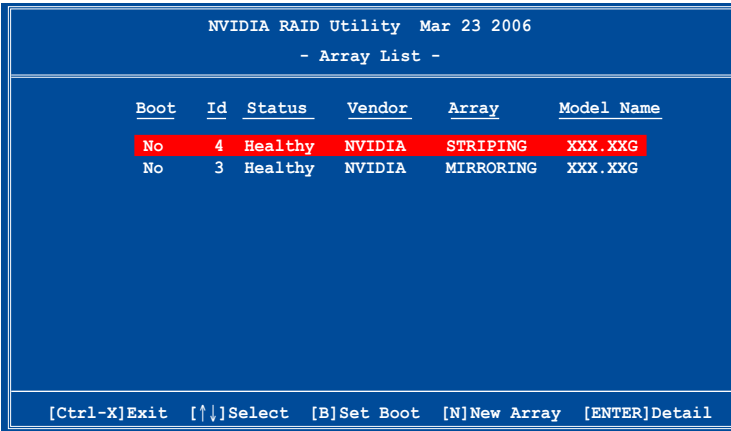 NVIDIA RAID Utility Mar 23 2006
- Array List -
Boot Id Status Vendor Array Model Name
No 4 Healthy NVIDIA STRIPING XXX.XXG
No 3 Healthy NVIDIA MIRRORING XXX.XXG
[Ctrl-X]Exit [↑↓]Select [B]Set Boot [N]New Array [ENTER]Detail